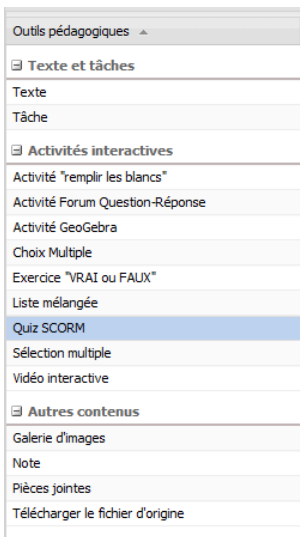 Outils pédagogiques
Texte et tâches
Texte
Tâche
Activités interactives
Activité "remplir les blancs"
Activité Forum Question-Réponse
Activité GeoGebra
Choix Multiple
Exercice "VRAI ou FAUX"
Liste mélangée
Quiz SCORM
Sélection multiple
Vidéo interactive
Autres contenus
Galerie d'images
Note
Pièces jointes
Télécharger le fichier d'origine